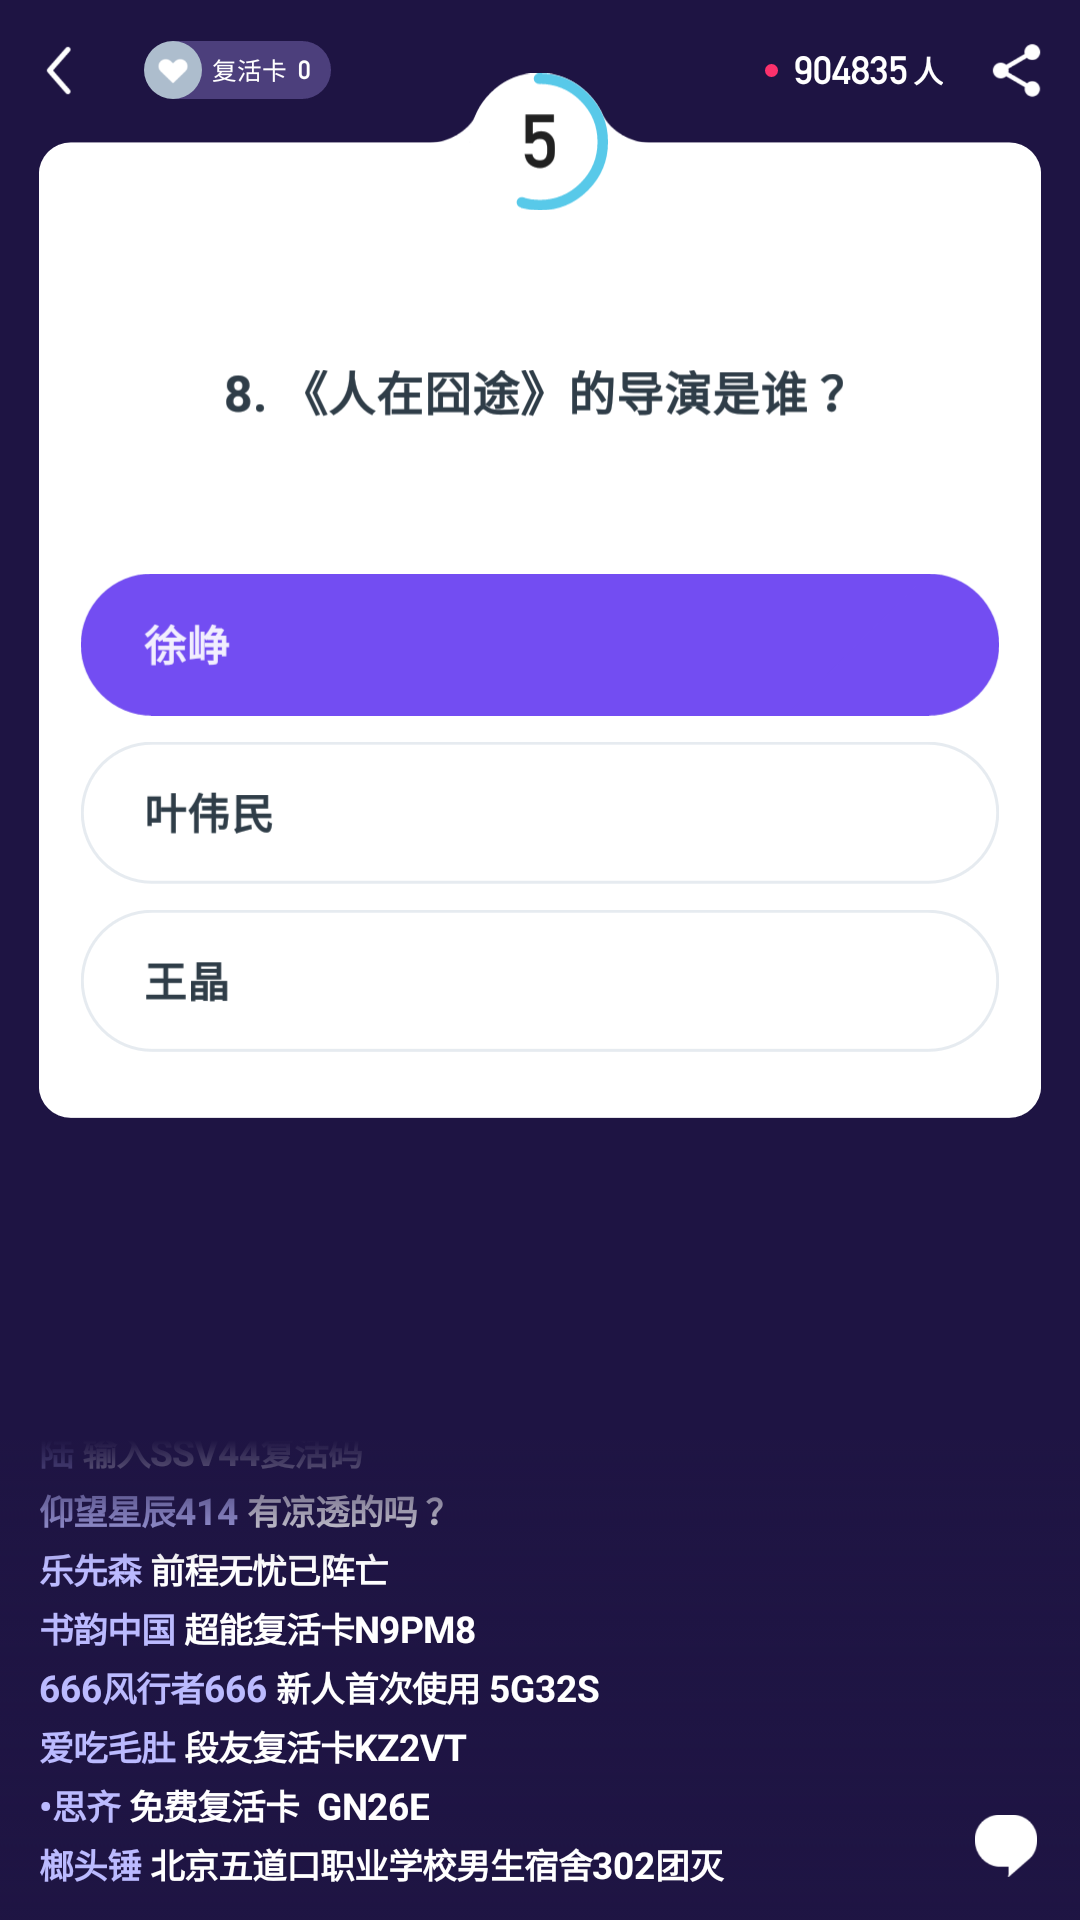 复活卡 0
904835 人
5
8. 《人在囧途》的导演是谁？
徐峥
叶伟民
王晶
陆 输入SSV44复活码
仰望星辰414 有凉透的吗？
乐先森 前程无忧已阵亡
书韵中国 超能复活卡N9PM8
666风行者666 新人首次使用 5G32S
爱吃毛肚 段友复活卡KZ2VT
•思齐 免费复活卡 GN26E
榔头锤 北京五道口职业学校男生宿舍302团灭